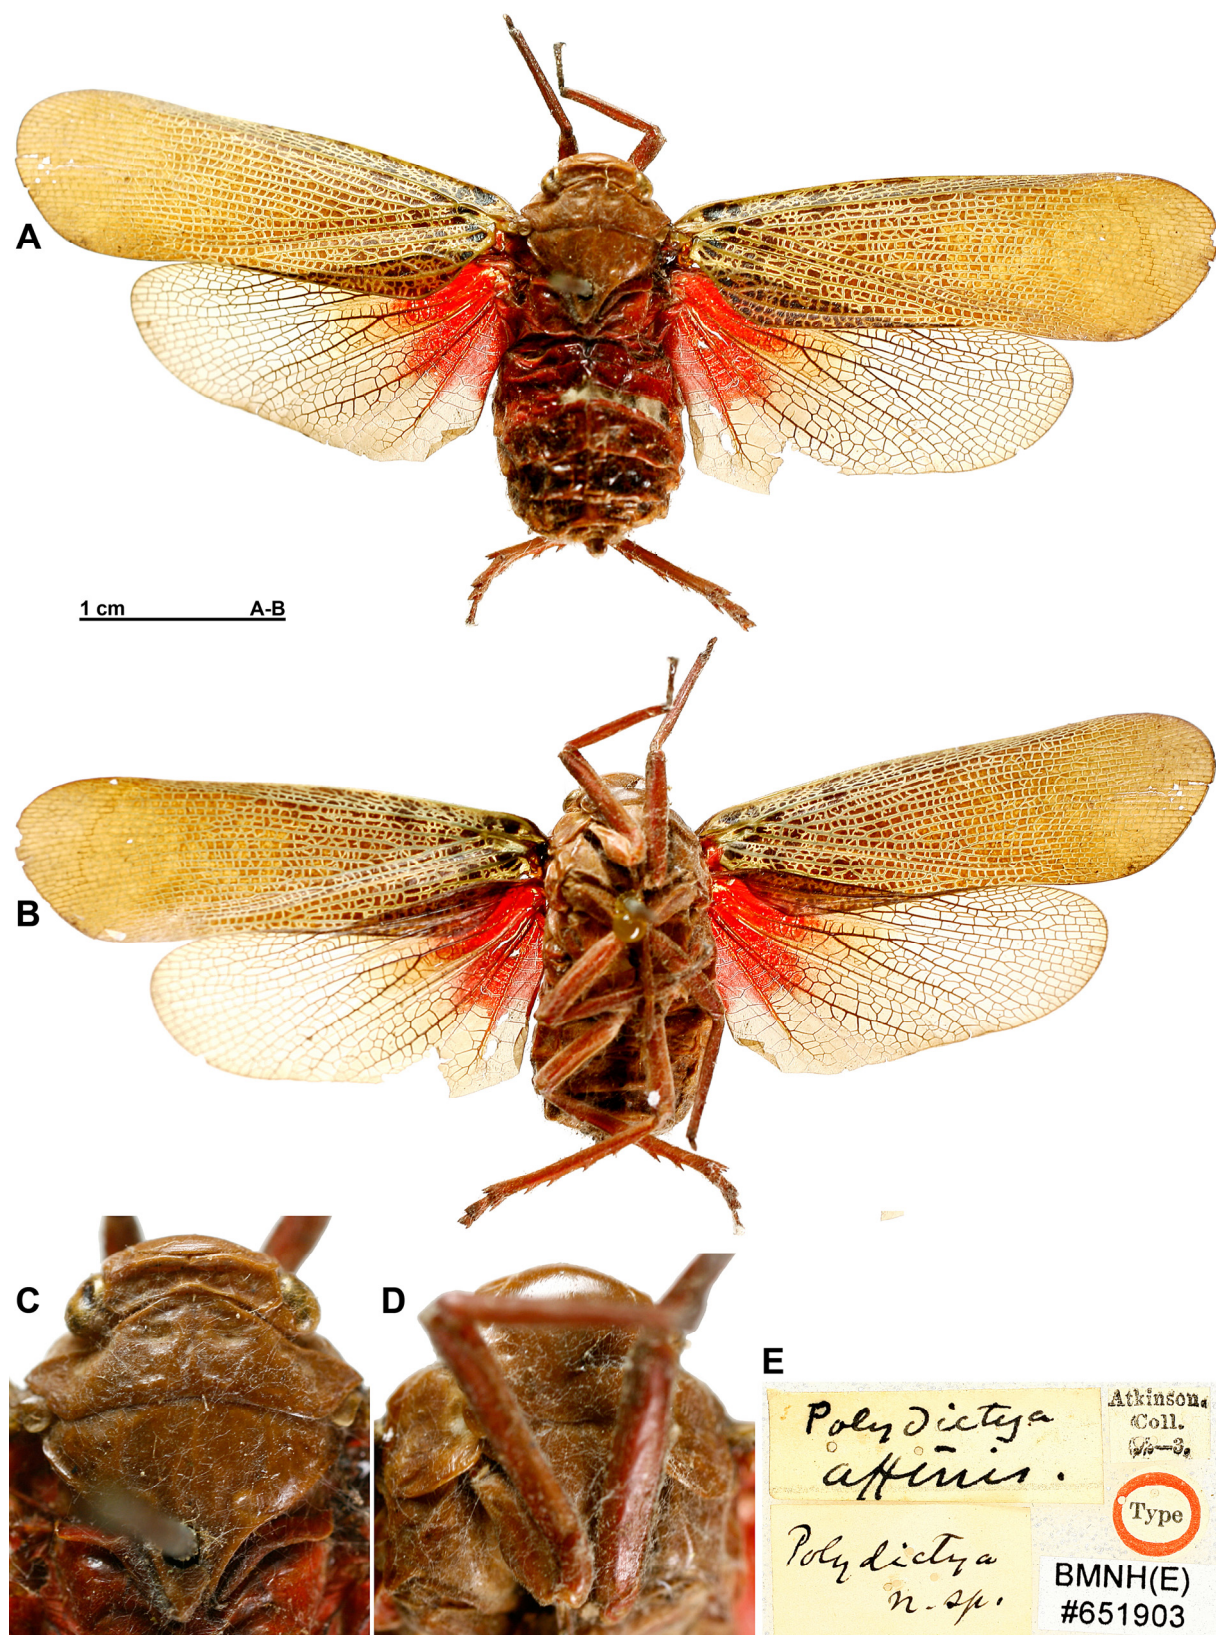 A
1 cm A-B
B
C
D
E
Polydictya
affinis.
Atkinson.
Coll.
Type
Polydictya
n. sp.
BMNH(E)
#651903